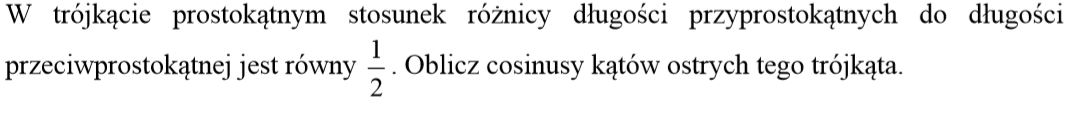 W trójkącie prostokątnym stosunek różnicy długości przyprostokątnych do długości
przeciwprostokątnej jest równy 1/2. Oblicz cosinusy kątów ostrych tego trójkąta.